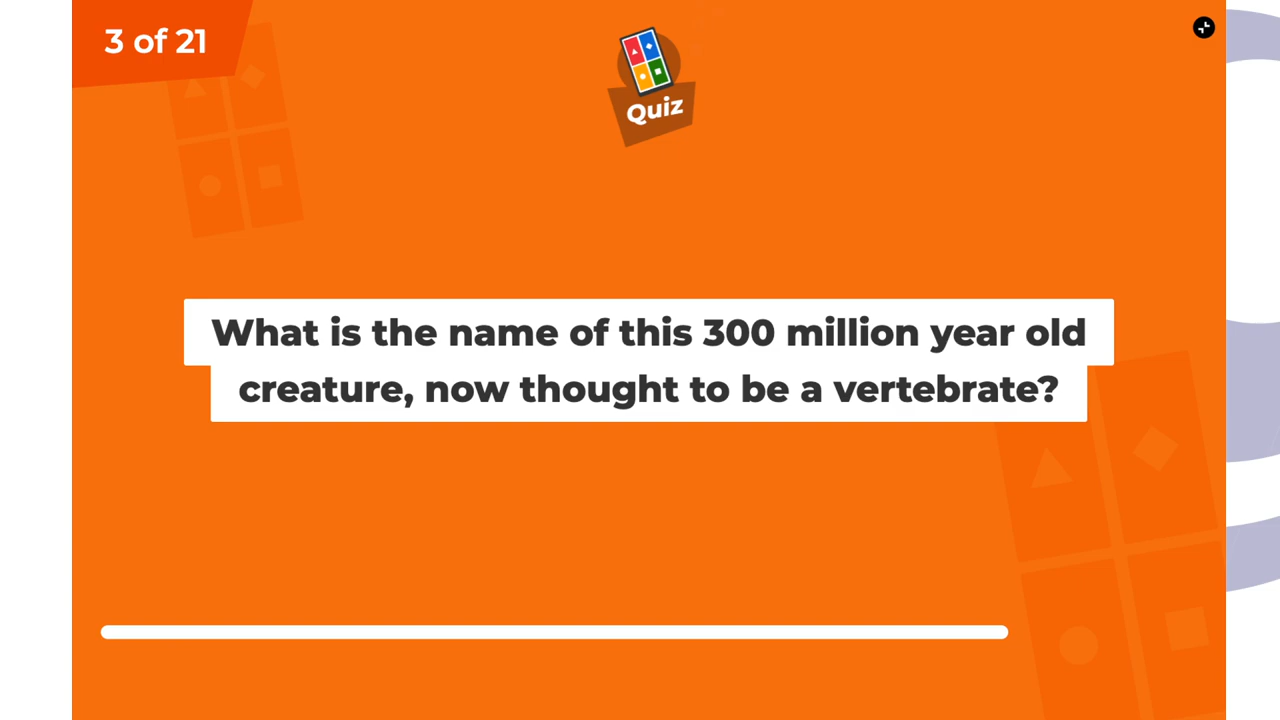 3 of 21
Quiz
What is the name of this 300 million year old
creature, now thought to be a vertebrate?